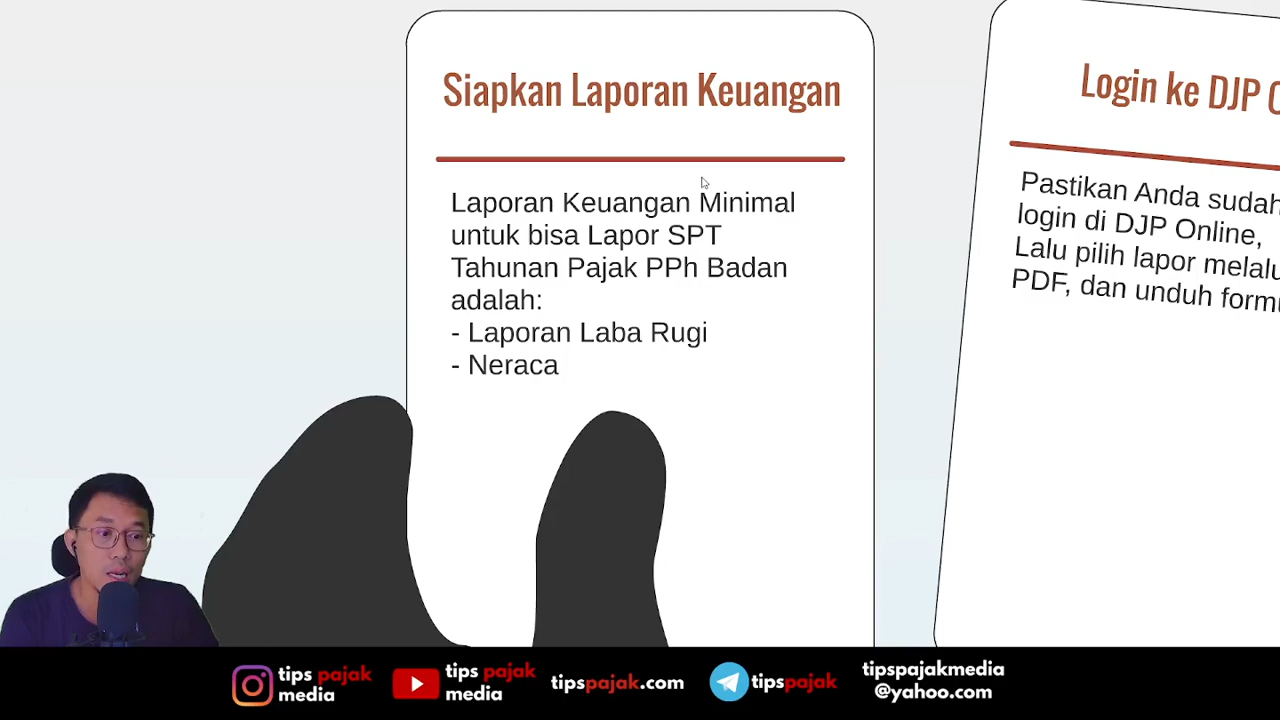 Siapkan Laporan Keuangan
Laporan Keuangan Minimal
untuk bisa Lapor SPT
Tahunan Pajak PPh Badan
adalah:
- Laporan Laba Rugi
- Neraca
Login ke DJP
Pastikan Anda sudah
login di DJP Online,
Lalu pilih lapor
PDF, dan unduh
tips pajak
media
tips pajak
media
tipspajak.com
tipspajak
tipspajakmedia
@yahoo.com